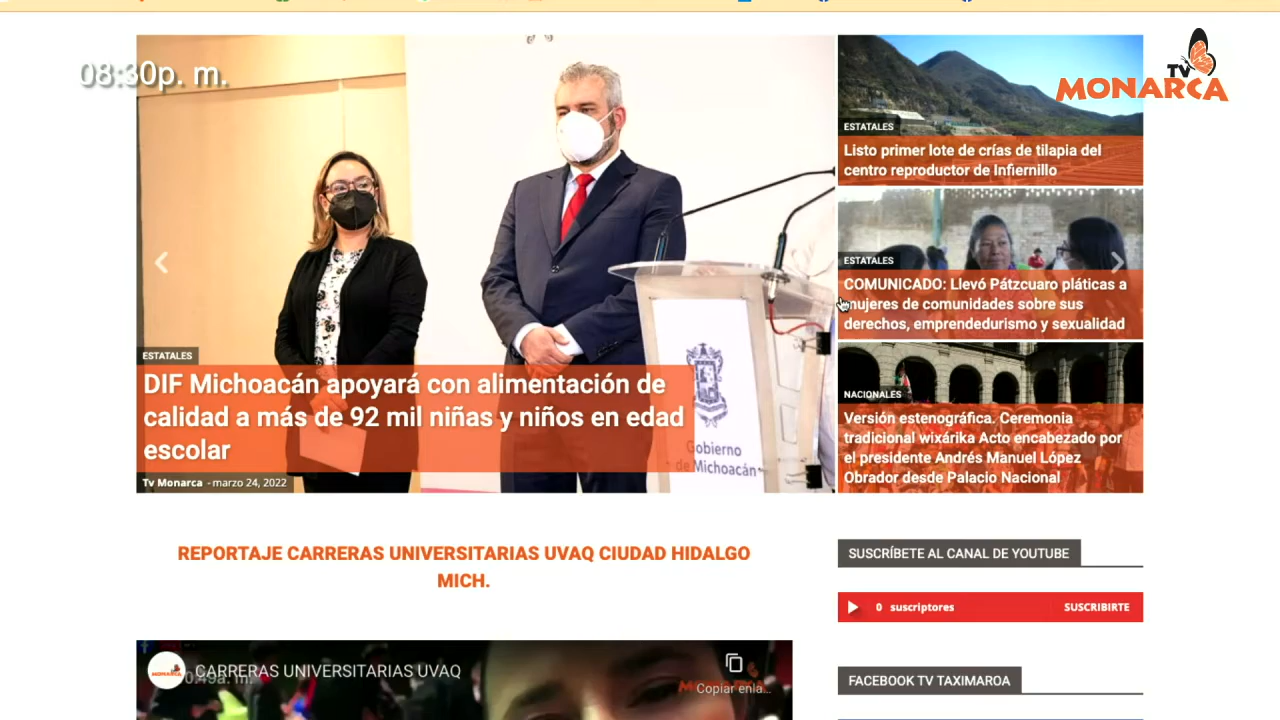 08:30p. m.
TV
MONARCA
ESTATALES
DIF Michoacán apoyará con alimentación de
calidad a más de 92 mil niñas y niños en edad
escolar
Tv Monarca - marzo 24, 2022
Gobierno
de Michoacán
ESTATALES
Listo primer lote de crías de tilapia del
centro reproductor de Infiernillo
ESTATALES
COMUNICADO: Llevó Pátzcuaro pláticas a
mujeres de comunidades sobre sus
derechos, emprendedurismo y sexualidad
NACIONALES
Versión estenográfica. Ceremonia
tradicional wixárika Acto encabezado por
el presidente Andrés Manuel López
Obrador desde Palacio Nacional
REPORTAJE CARRERAS UNIVERSITARIAS UVAQ CIUDAD HIDALGO
MICH.
SUSCRÍBETE AL CANAL DE YOUTUBE
0 suscriptores
SUSCRIBIRTE
MONARCA
CARRERAS UNIVERSITARIAS UVAQ
MONARCA
Copiar enla...
FACEBOOK TV TAXIMAROA